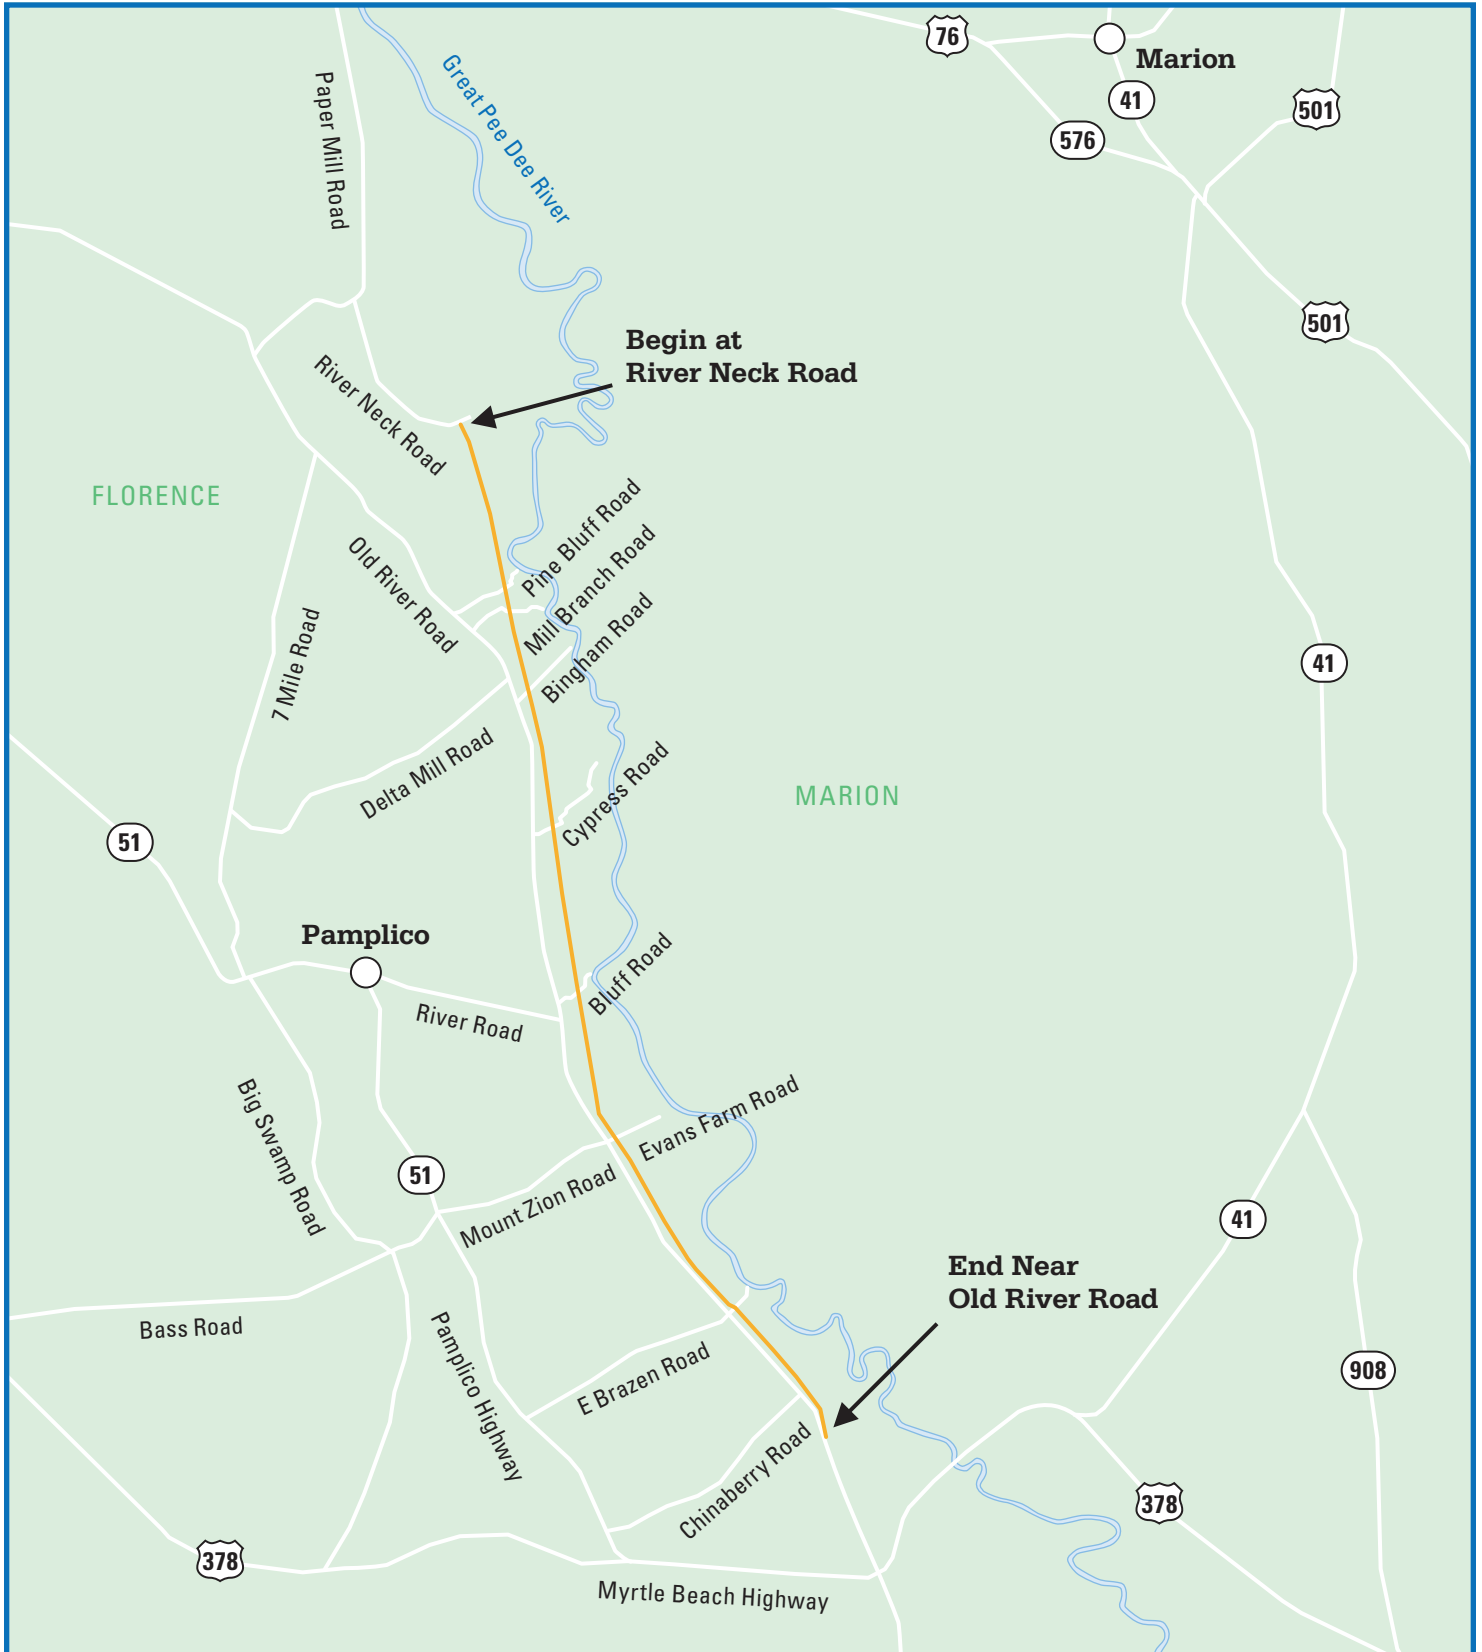 76
Marion
41
501
576
Paper Mill Road
Great Pee Dee River
501
Begin at
River Neck Road
River Neck Road
FLORENCE
Pine Bluff Road
Mill Branch Road
Old River Road
Bingham Road
7 Mile Road
41
Delta Mill Road
Cypress Road
MARION
51
Pamplico
Bluff Road
River Road
Big Swamp Road
Evans Farm Road
51
Mount Zion Road
41
End Near
Old River Road
Bass Road
Pamplico Highway
E Brazen Road
908
Chinaberry Road
378
378
Myrtle Beach Highway